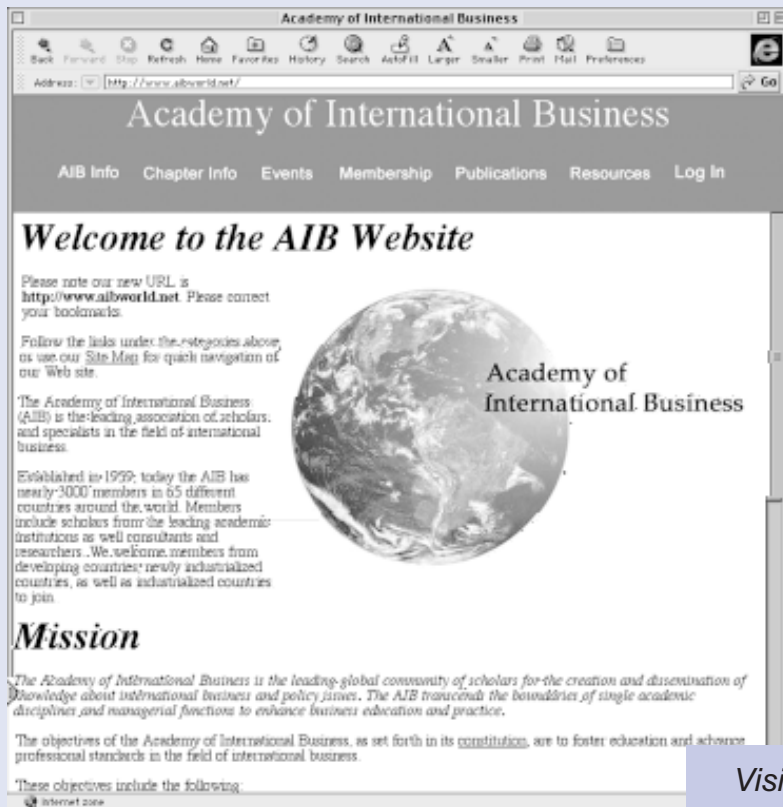 Academy of International Business
Back Forward Stop Refresh Home Favorites History Search AutoFill Larger Smaller Print Mail Preferences
Address: http://www.aibworld.net/ Go
Academy of International Business
AIB Info Chapter Info Events Membership Publications Resources Log In
Welcome to the AIB Website
Please note our new URL is
http://www.aibworld.net. Please correct
your bookmarks.
Follow the links under the categories above,
or use our Site Map for quick navigation of
our Web site.
The Academy of International Business
(AIB) is the leading association of scholars
and specialists in the field of international
business.
Established in 1959, today the AIB has
nearly 3000 members in 65 different
countries around the world. Members
include scholars from the leading academic
institutions as well consultants and
researchers. We welcome members from
developing countries, newly industrialized
countries, as well as industrialized countries
to join.
Academy of
International Business
Mission
The Academy of International Business is the leading global community of scholars for the creation and dissemination of
knowledge about international business and policy issues. The AIB transcends the boundries of single academic
disciplines and managerial functions to enhance business education and practice.
The objectives of the Academy of International Business, as set forth in its constitution, are to foster education and advance
professional standards in the field of international business.
These objectives include the following:
Internet zone
Visi